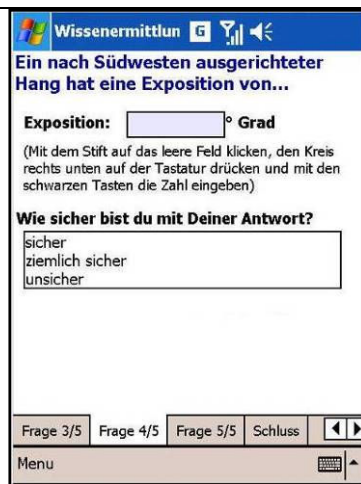 Wissenermittlun G
Ein nach Südwesten ausgerichteter
Hang hat eine Exposition von...
Exposition: ° Grad
(Mit dem Stift auf das leere Feld klicken, den Kreis
rechts unten auf der Tastatur drücken und mit den
schwarzen Tasten die Zahl eingeben)
Wie sicher bist du mit Deiner Antwort?
sicher
ziemlich sicher
unsicher
Frage 3/5 Frage 4/5 Frage 5/5 Schluss
Menu